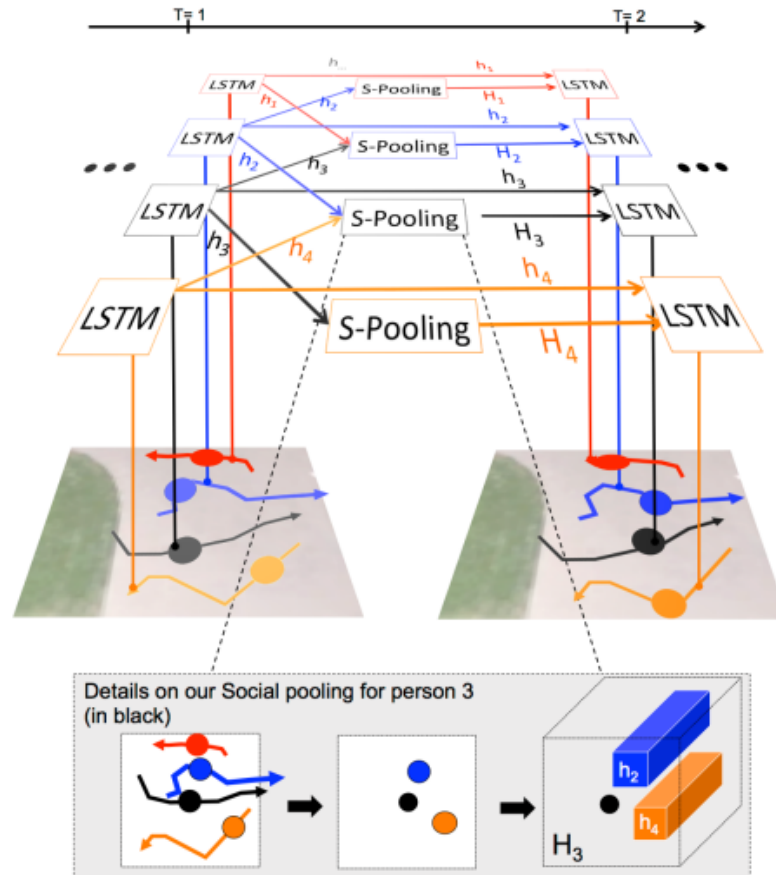 T= 1
T= 2
LSTM
h...
h₁
h₁
h₂
S-Pooling
H₁
LSTM
LSTM
h₂
h₃
h₂
S-Pooling
H₂
LSTM
LSTM
h₃
h₄
h₃
S-Pooling
H₃
LSTM
LSTM
h₄
S-Pooling
H₄
LSTM
Details on our Social pooling for person 3
(in black)
h₂
h₄
H₃